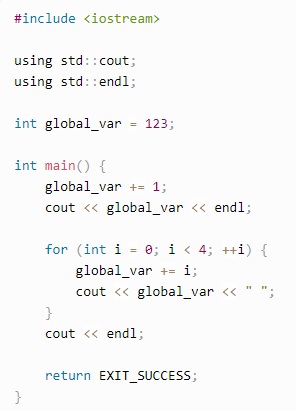 #include <iostream>

using std::cout;
using std::endl;

int global_var = 123;

int main() {
    global_var += 1;
    cout << global_var << endl;

    for (int i = 0; i < 4; ++i) {
        global_var += i;
        cout << global_var << " ";
    }
    cout << endl;

    return EXIT_SUCCESS;
}